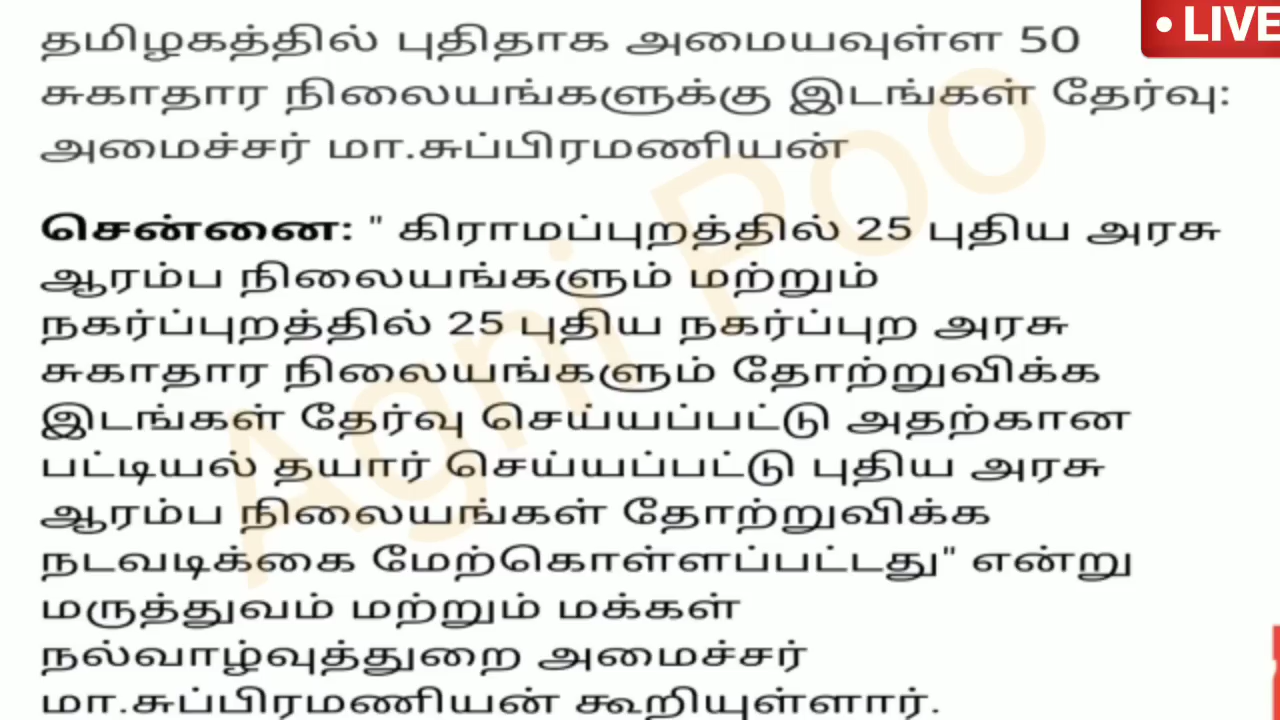 தமிழகத்தில் புதிதாக அமையவுள்ள 50
• LIVE
சுகாதார நிலையங்களுக்கு இடங்கள் தேர்வு:
அமைச்சர் மா.சுப்பிரமணியன்
சென்னை: " கிராமப்புறத்தில் 25 புதிய அரசு
ஆரம்ப நிலையங்களும் மற்றும்
நகர்ப்புறத்தில் 25 புதிய நகர்ப்புற அரசு
சுகாதார நிலையங்களும் தோற்றுவிக்க
இடங்கள் தேர்வு செய்யப்பட்டு அதற்கான
பட்டியல் தயார் செய்யப்பட்டு புதிய அரசு
ஆரம்ப நிலையங்கள் தோற்றுவிக்க
நடவடிக்கை மேற்கொள்ளப்பட்டது" என்று
மருத்துவம் மற்றும் மக்கள்
நல்வாழ்வுத்துறை அமைச்சர்
மா.சுப்பிரமணியன் கூறியுள்ளார்.
Agni Poo